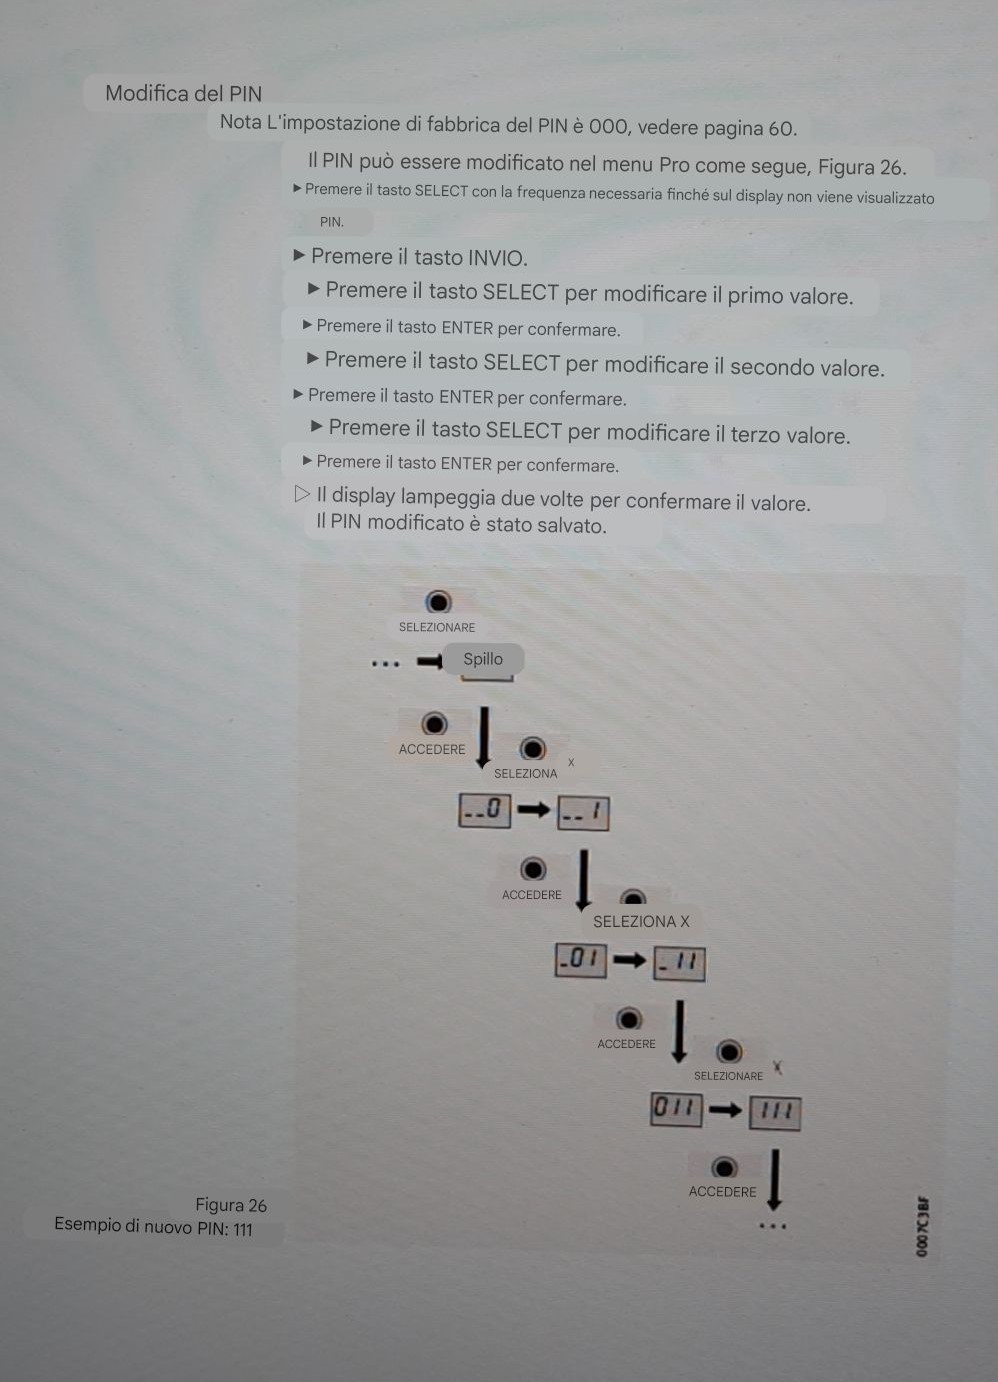 Modifica del PIN
Nota L'impostazione di fabbrica del PIN è 000, vedere pagina 60.
Il PIN può essere modificato nel menu Pro come segue, Figura 26.
▶ Premere il tasto SELECT con la frequenza necessaria finché sul display non viene visualizzato
PIN.
▶ Premere il tasto INVIO.
▶ Premere il tasto SELECT per modificare il primo valore.
▶ Premere il tasto ENTER per confermare.
▶ Premere il tasto SELECT per modificare il secondo valore.
▶ Premere il tasto ENTER per confermare.
▶ Premere il tasto SELECT per modificare il terzo valore.
▶ Premere il tasto ENTER per confermare.
▷ Il display lampeggia due volte per confermare il valore.
Il PIN modificato è stato salvato.
SELEZIONARE
... Spillo
ACCEDERE
SELEZIONA X
__0 __1
ACCEDERE
SELEZIONA X
_01 _11
ACCEDERE
SELEZIONARE X
011 111
ACCEDERE
...
Figura 26
Esempio di nuovo PIN: 111
0007C3BF